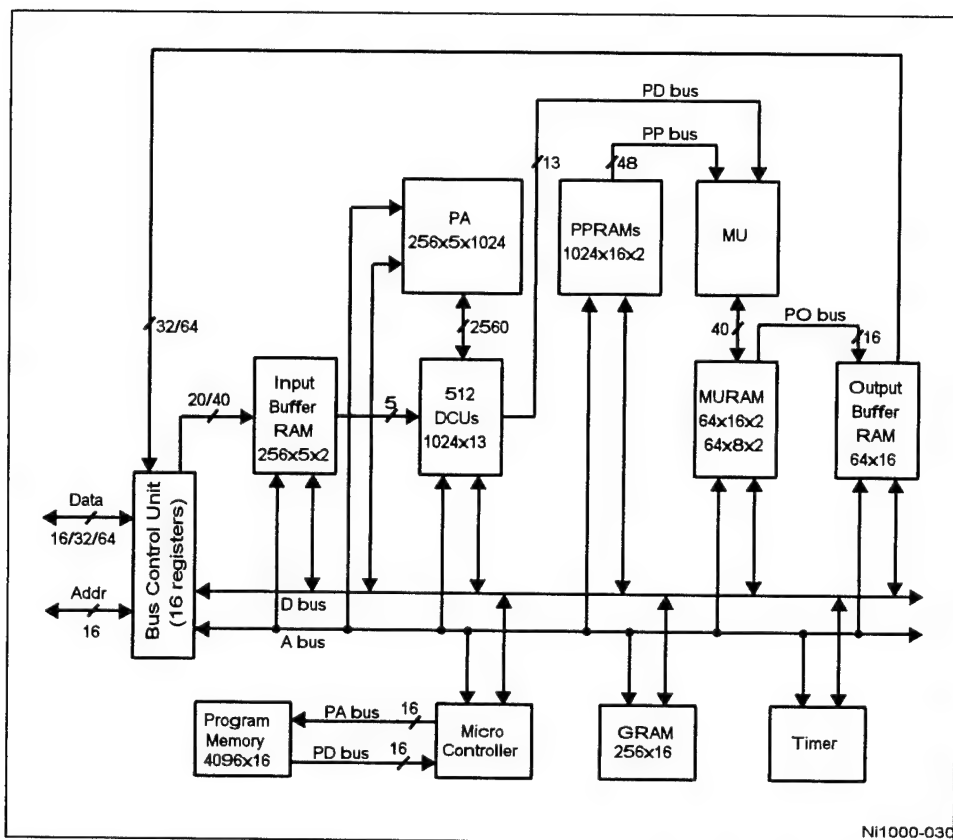 PD bus
PP bus
13
48
PA
256x5x1024
PPRAMs
1024x16x2
MU
32/64
2560
40
PO bus
16
20/40
Input
Buffer
RAM
256x5x2
5
512
DCUs
1024x13
MURAM
64x16x2
64x8x2
Output
Buffer
RAM
64x16
Data
16/32/64
Addr
16
Bus Control Unit
(16 registers)
D bus
A bus
Program
Memory
4096x16
PA bus
16
PD bus
16
Micro
Controller
GRAM
256x16
Timer
Ni1000-030